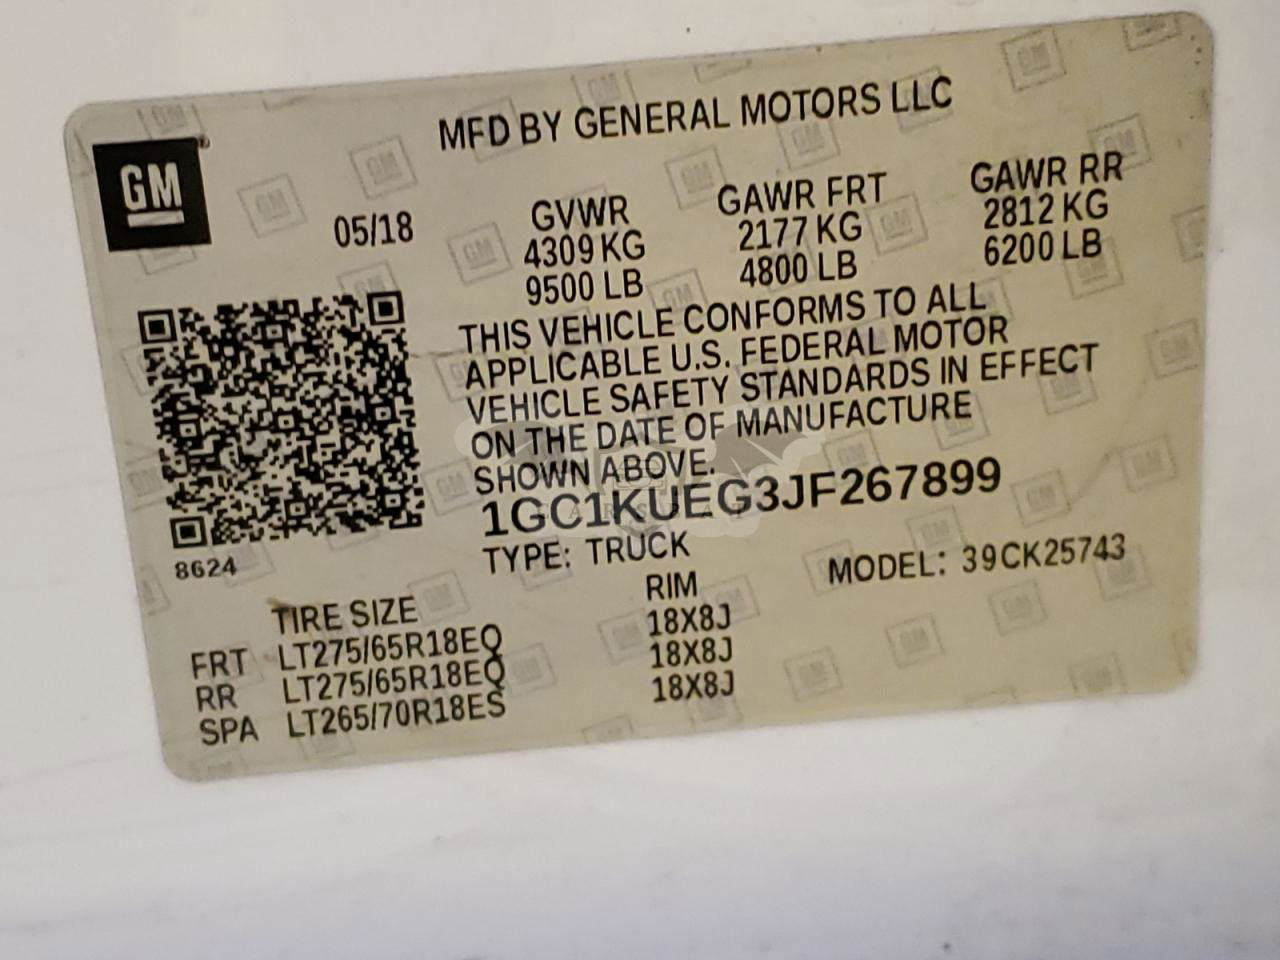 MFD BY GENERAL MOTORS LLC
GM
05/18
GVWR GAWR FRT GAWR RR
4309 KG 2177 KG 2812 KG
9500 LB 4800 LB 6200 LB
THIS VEHICLE CONFORMS TO ALL
APPLICABLE U.S. FEDERAL MOTOR
VEHICLE SAFETY STANDARDS IN EFFECT
ON THE DATE OF MANUFACTURE
SHOWN ABOVE.
1GC1KUEG3JF267899
8624
TYPE: TRUCK MODEL: 39CK25743
TIRE SIZE RIM
FRT LT275/65R18EQ 18X8J
RR LT275/65R18EQ 18X8J
SPA LT265/70R18ES 18X8J